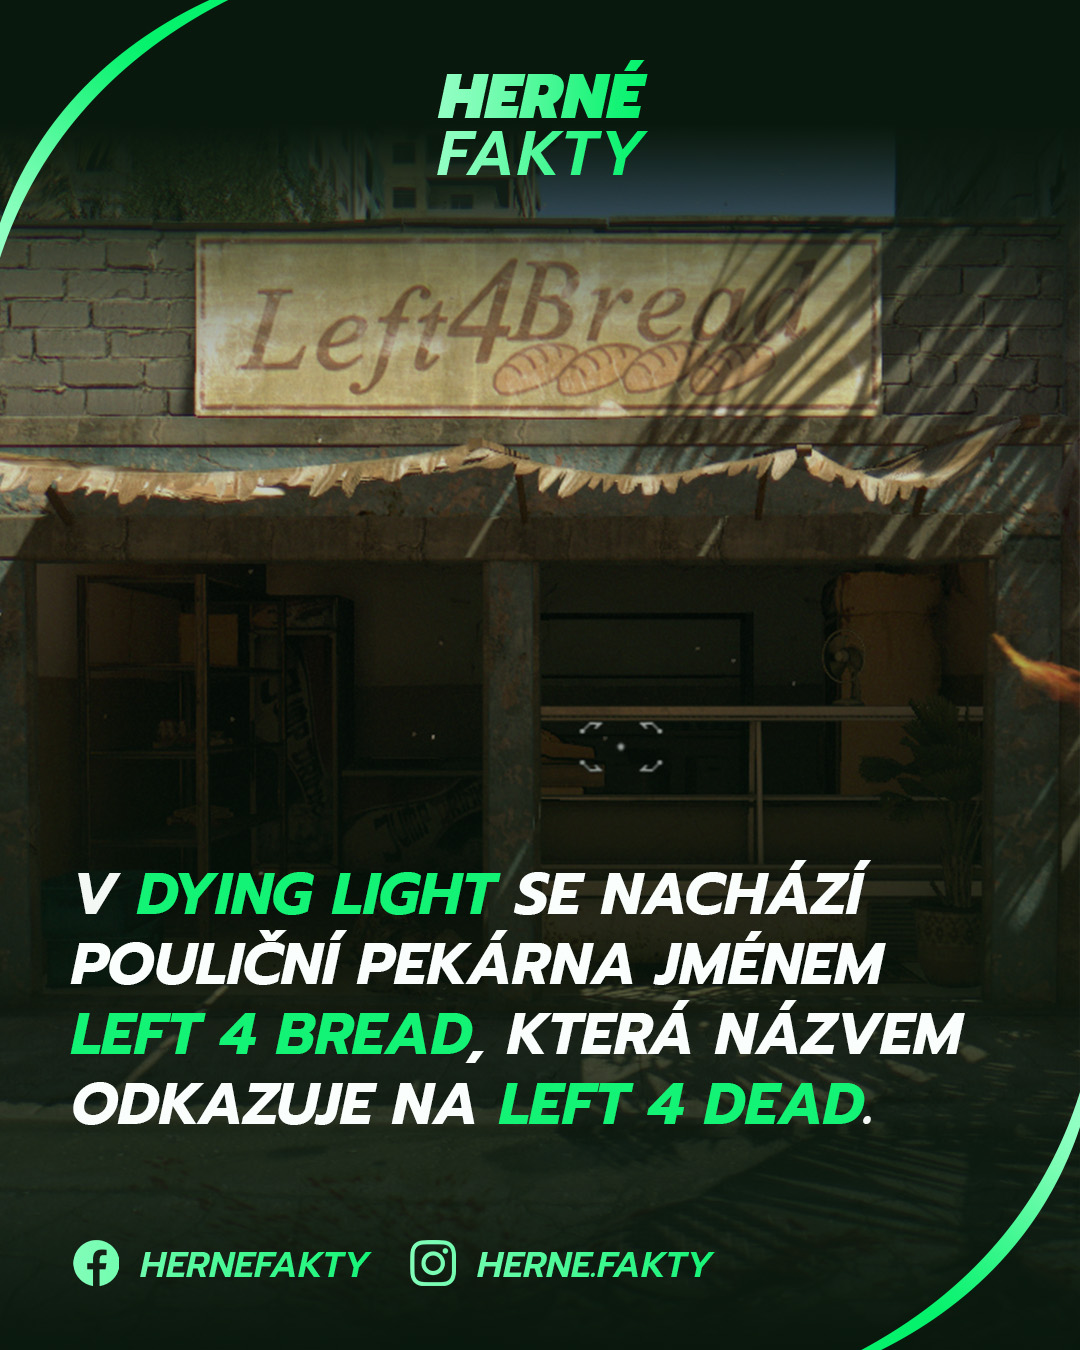 HERNÉ
FAKTY
Left4Bread
V DYING LIGHT SE NACHÁZÍ
POULIČNÍ PEKÁRNA JMÉNEM
LEFT 4 BREAD, KTERÁ NÁZVEM
ODKAZUJE NA LEFT 4 DEAD.
HERNEFAKTY HERNE.FAKTY